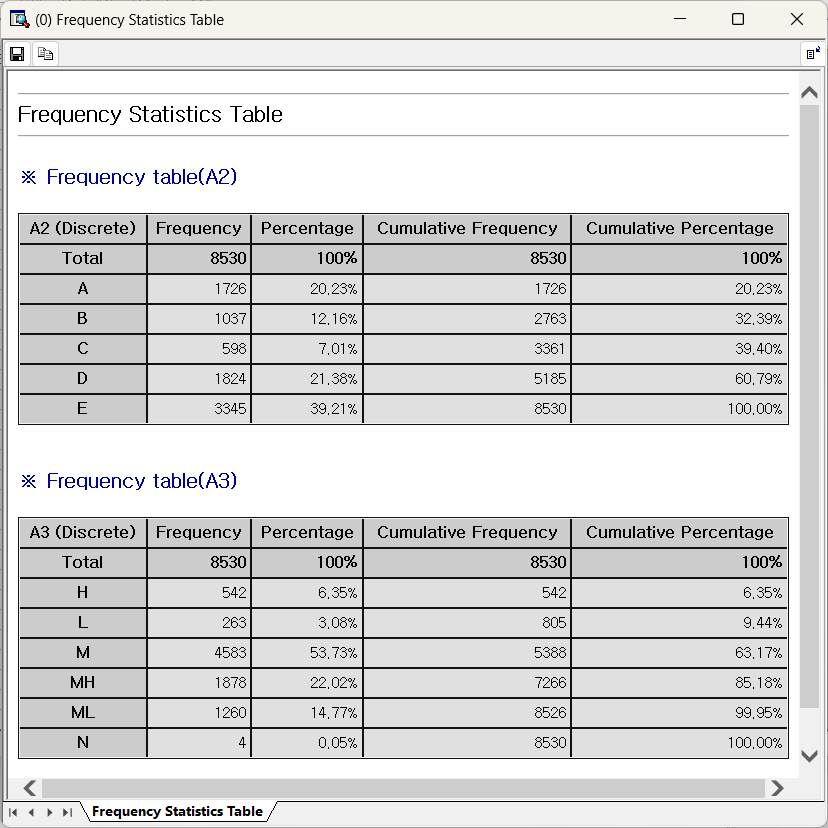 (0) Frequency Statistics Table
Frequency Statistics Table
※ Frequency table(A2)
A2 (Discrete) Frequency Percentage Cumulative Frequency Cumulative Percentage
Total 8530 100% 8530 100%
A 1726 20,23% 1726 20,23%
B 1037 12,16% 2763 32,39%
C 598 7,01% 3361 39,40%
D 1824 21,38% 5185 60,79%
E 3345 39,21% 8530 100,00%
※ Frequency table(A3)
A3 (Discrete) Frequency Percentage Cumulative Frequency Cumulative Percentage
Total 8530 100% 8530 100%
H 542 6,35% 542 6,35%
L 263 3,08% 805 9,44%
M 4583 53,73% 5388 63,17%
MH 1878 22,02% 7266 85,18%
ML 1260 14,77% 8526 99,95%
N 4 0,05% 8530 100,00%
Frequency Statistics Table